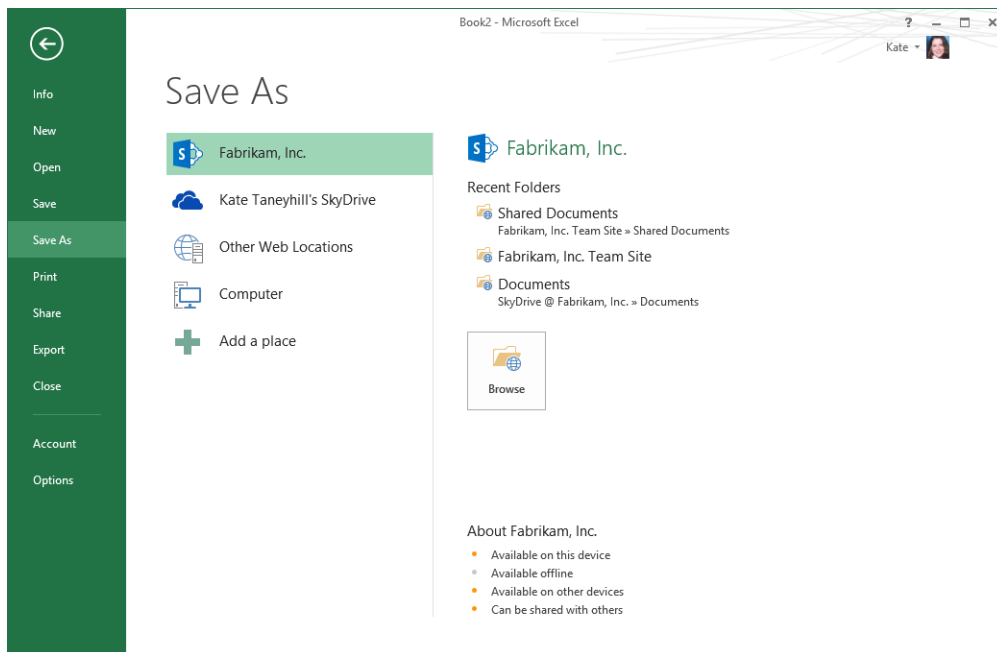 Book2 - Microsoft Excel
?
Kate
Info
New
Open
Save
Save As
Print
Share
Export
Close
Account
Options
Save As
Fabrikam, Inc.
Kate Taneyhill's SkyDrive
Other Web Locations
Computer
Add a place
S
Fabrikam, Inc.
Recent Folders
Shared Documents
Fabrikam, Inc. Team Site » Shared Documents
Fabrikam, Inc. Team Site
Documents
SkyDrive @ Fabrikam, Inc. » Documents
Browse
About Fabrikam, Inc.
Available on this device
Available offline
Available on other devices
Can be shared with others